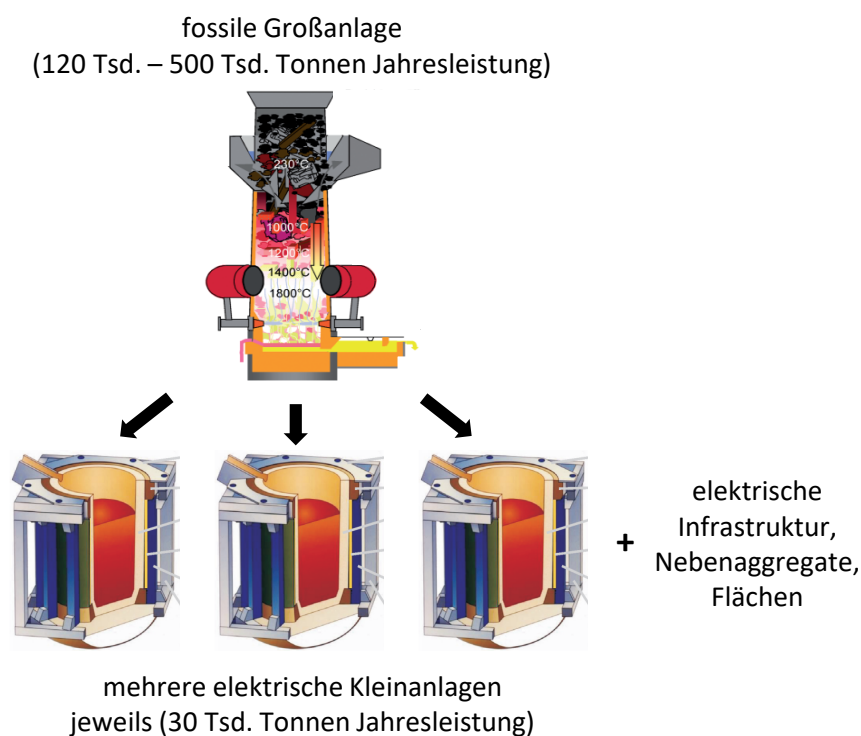 fossile Großanlage
(120 Tsd. – 500 Tsd. Tonnen Jahresleistung)
230°C
1000°C
1200°C
1400°C
1800°C
+
elektrische
Infrastruktur,
Nebenaggregate,
Flächen
mehrere elektrische Kleinanlagen
jeweils (30 Tsd. Tonnen Jahresleistung)